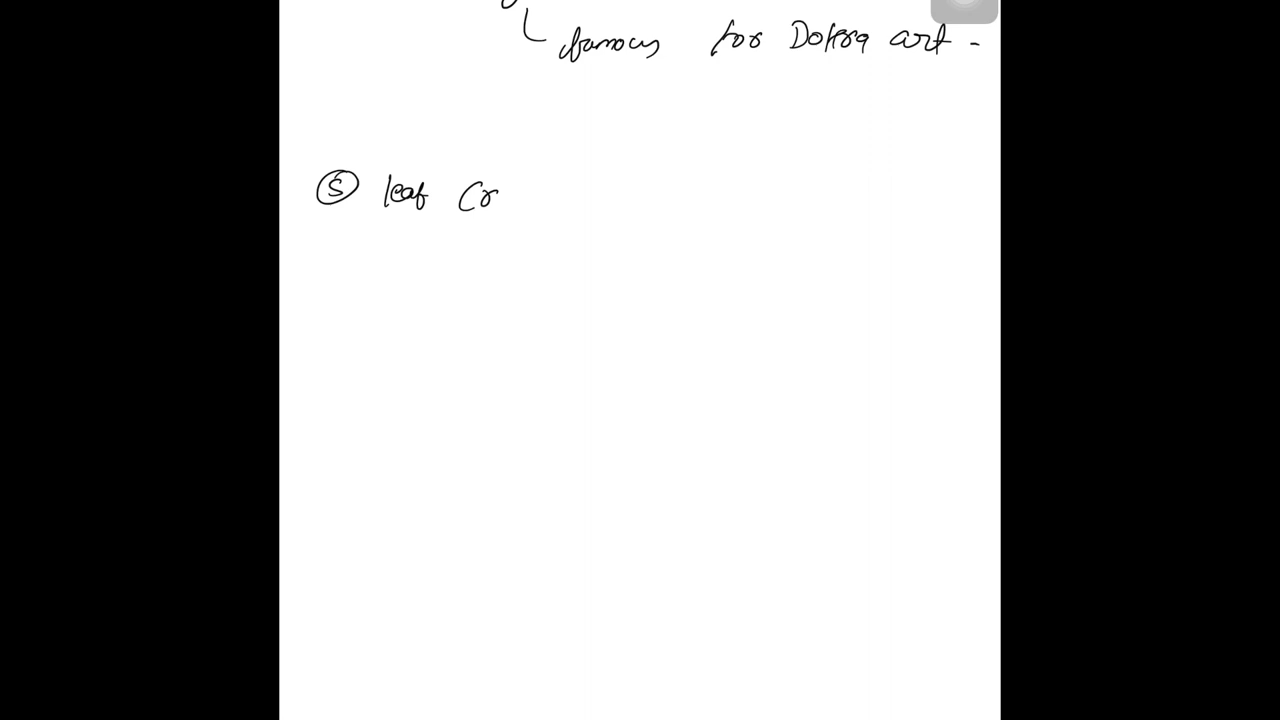 famous for Dokra art -
⑤ leaf Cr